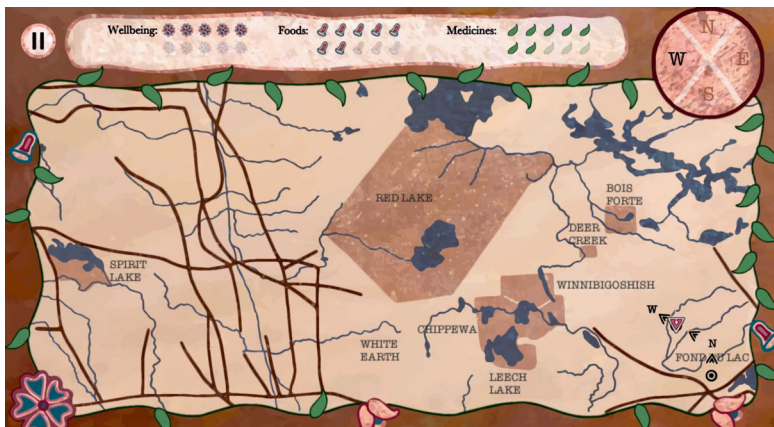 Wellbeing:
Foods:
Medicines:
N
W
E
S
RED LAKE
BOIS
FORTE
DEER
CREEK
SPIRIT
LAKE
WINNIBIGOSHISH
W
CHIPPEWA
WHITE
EARTH
N
FOND DU LAC
LEECH
LAKE